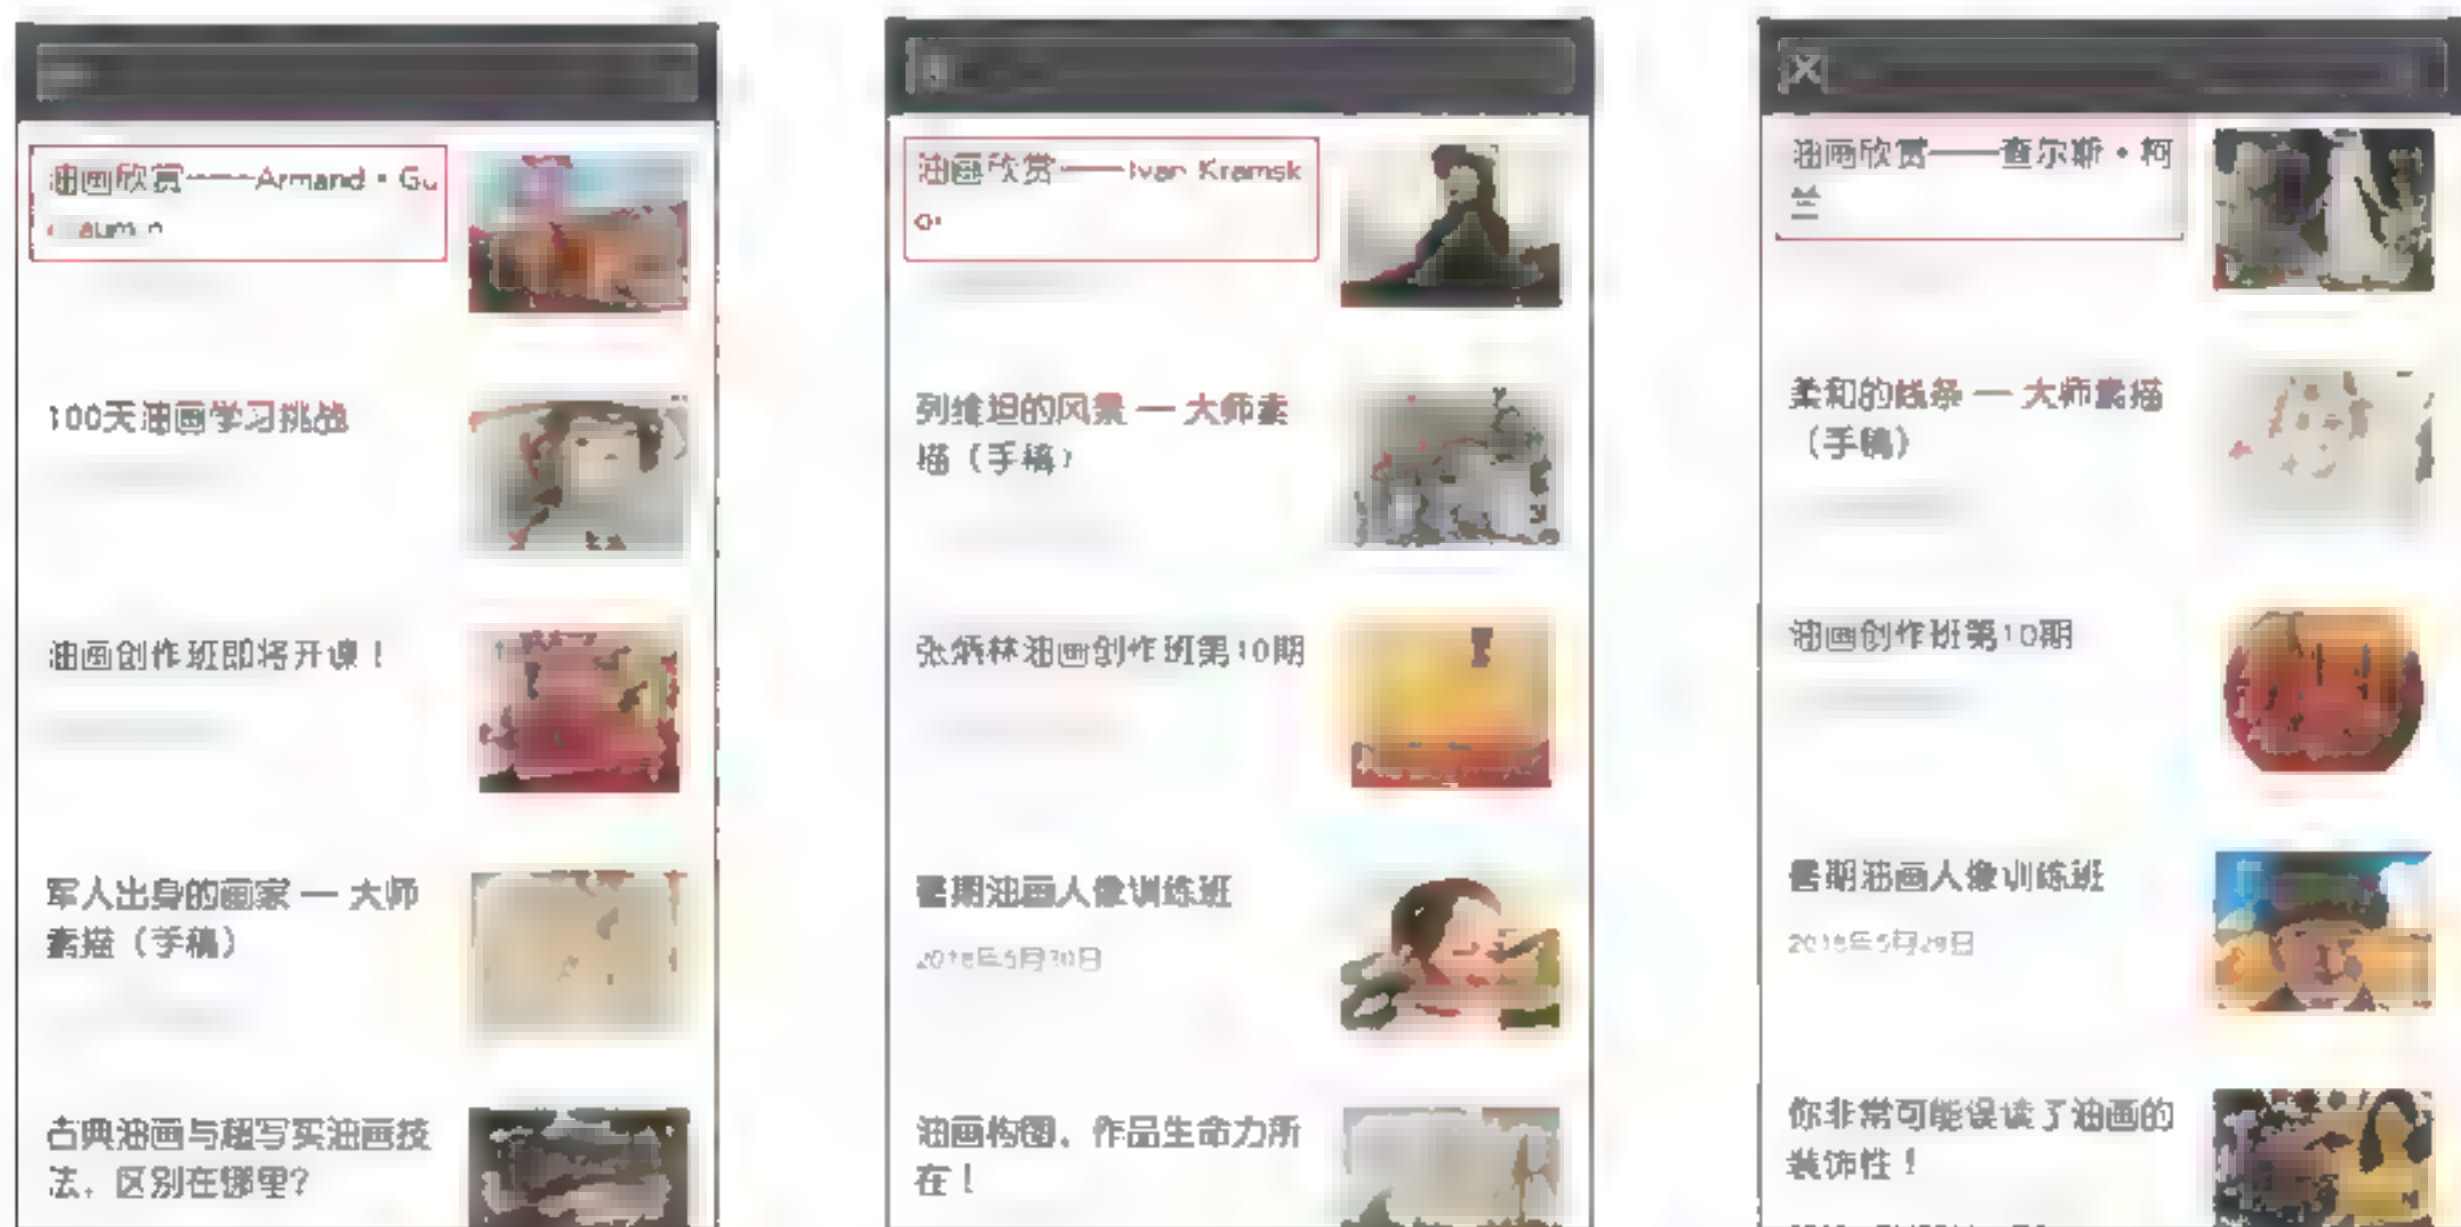 油画欣赏——Armand·Gu
illaumin
100天油画学习挑战
油画创作班即将开课！
军人出身的画家 — 大师
素描（手稿）
古典油画与超写实油画技
法，区别在哪里？
油画欣赏——Ivan Kramsk
oi
列维坦的风景 — 大师素
描（手稿）
张炳林油画创作班第10期
暑期油画人像训练班
油画构图，作品生命力所
在！
油画欣赏——查尔斯·柯
兰
柔和的线条 — 大师素描
（手稿）
油画创作班第10期
暑期油画人像训练班
你非常可能误读了油画的
装饰性！